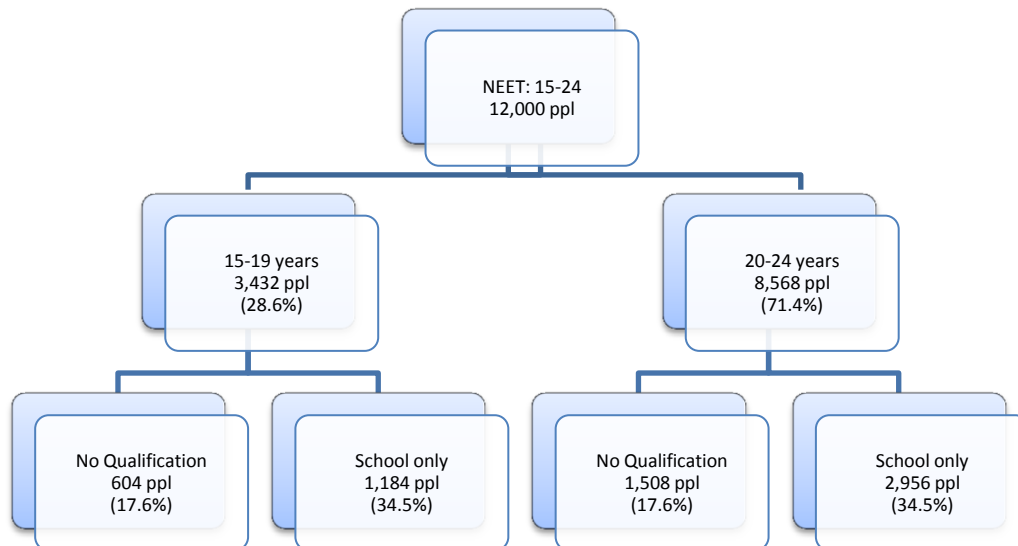 NEET: 15-24
12,000 ppl
15-19 years
3,432 ppl
(28.6%)
20-24 years
8,568 ppl
(71.4%)
No Qualification
604 ppl
(17.6%)
School only
1,184 ppl
(34.5%)
No Qualification
1,508 ppl
(17.6%)
School only
2,956 ppl
(34.5%)